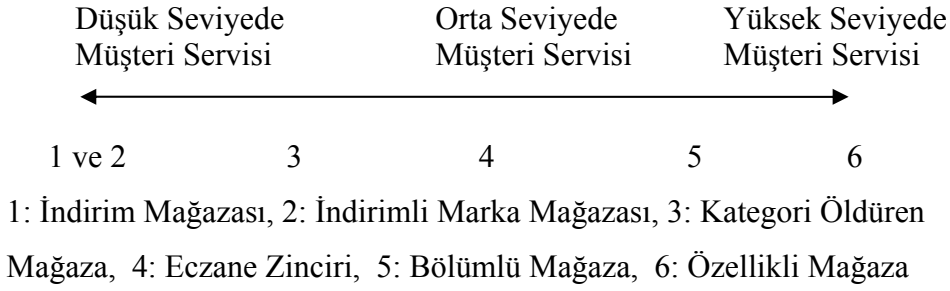 Düşük Seviyede Orta Seviyede Yüksek Seviyede
Müşteri Servisi Müşteri Servisi Müşteri Servisi
1 ve 2 3 4 5 6
1: İndirim Mağazası, 2: İndirimli Marka Mağazası, 3: Kategori Öldüren
Mağaza, 4: Eczane Zinciri, 5: Bölümlü Mağaza, 6: Özellikli Mağaza